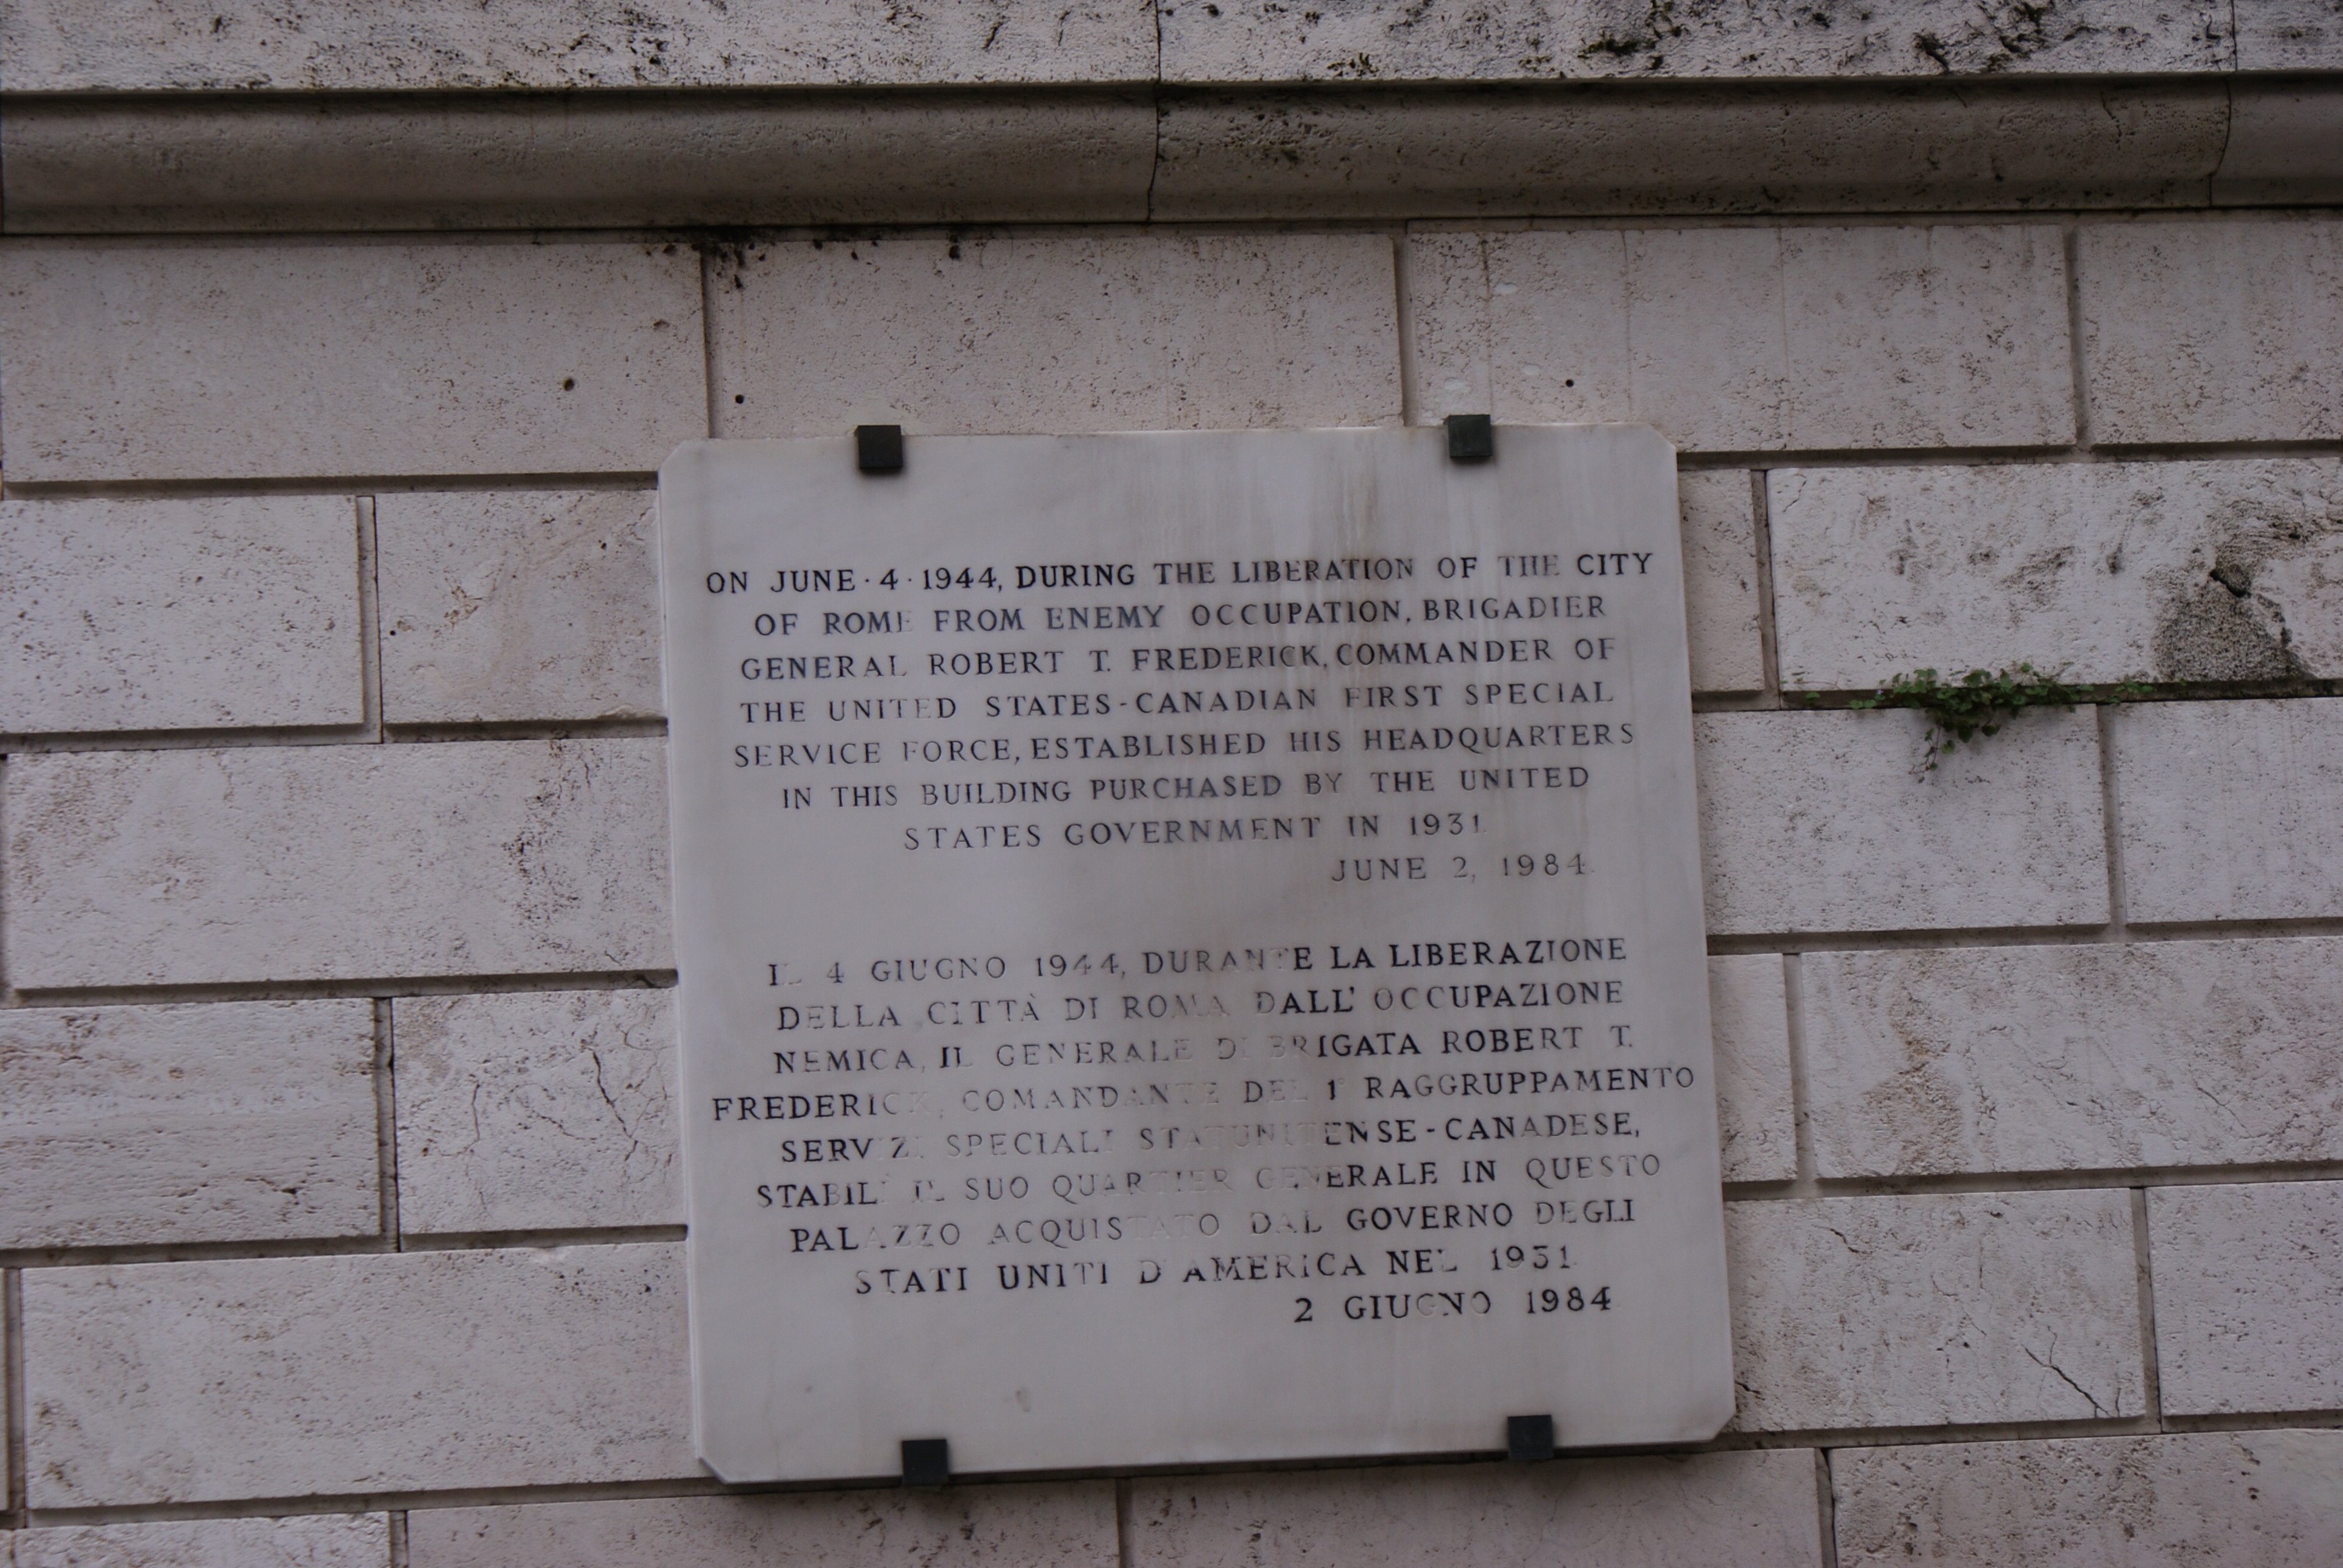 ON JUNE·4·1944, DURING THE LIBERATION OF THE CITY
OF ROME FROM ENEMY OCCUPATION, BRIGADIER
GENERAL ROBERT T. FREDERICK, COMMANDER OF
THE UNITED STATES-CANADIAN FIRST SPECIAL
SERVICE FORCE, ESTABLISHED HIS HEADQUARTERS
IN THIS BUILDING PURCHASED BY THE UNITED
STATES GOVERNMENT IN 1931.
JUNE 2, 1984.
IL 4 GIUGNO 1944, DURANTE LA LIBERAZIONE
DELLA CITTÀ DI ROMA DALL' OCCUPAZIONE
NEMICA, IL GENERALE DI BRIGATA ROBERT T.
FREDERICK, COMANDANTE DEL 1° RAGGRUPPAMENTO
SERVIZI SPECIALI STATUNITENSE-CANADESE,
STABILÌ IL SUO QUARTIER GENERALE IN QUESTO
PALAZZO ACQUISTATO DAL GOVERNO DEGLI
STATI UNITI D'AMERICA NEL 1931.
2 GIUGNO 1984